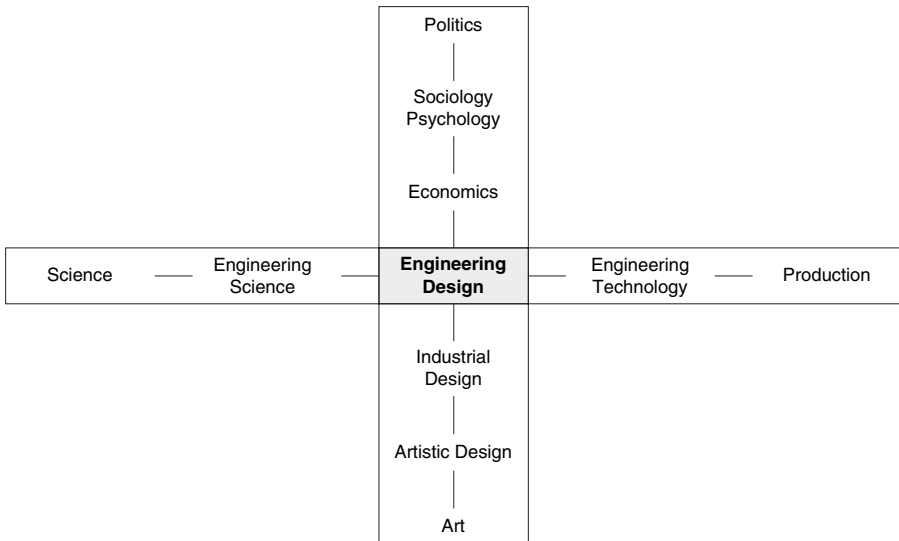 Politics
Sociology
Psychology
Economics
Science
Engineering
Science
Engineering
Design
Engineering
Technology
Production
Industrial
Design
Artistic Design
Art